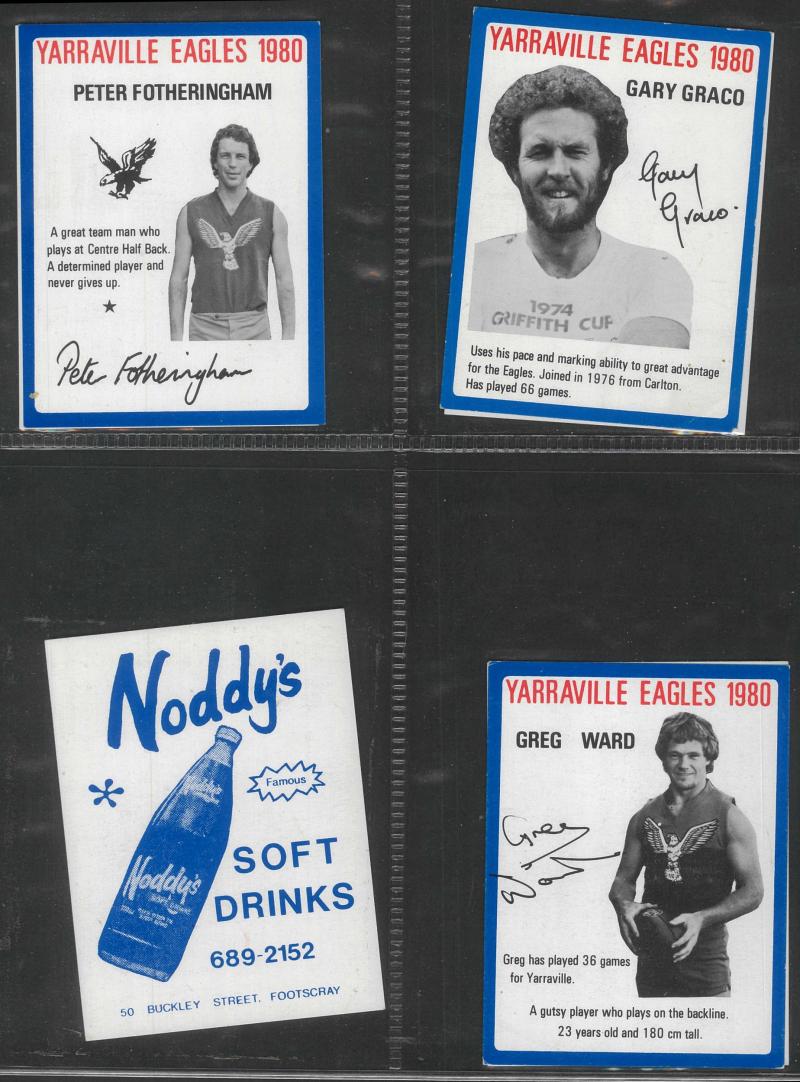 YARRAVILLE EAGLES 1980
PETER FOTHERINGHAM
A great team man who
plays at Centre Half Back.
A determined player and
never gives up.
Peter Fotheringham
YARRAVILLE EAGLES 1980
GARY GRACO
Gary
Graco.
1974
GRIFFITH CUP
Uses his pace and marking ability to great advantage
for the Eagles. Joined in 1976 from Carlton.
Has played 66 games.
Noddy's
Famous
Noddy's
Noddy's
SOFT
DRINKS
689-2152
50 BUCKLEY STREET, FOOTSCRAY
YARRAVILLE EAGLES 1980
GREG WARD
Greg
Ward
Greg has played 36 games
for Yarraville.
A gutsy player who plays on the backline.
23 years old and 180 cm tall.